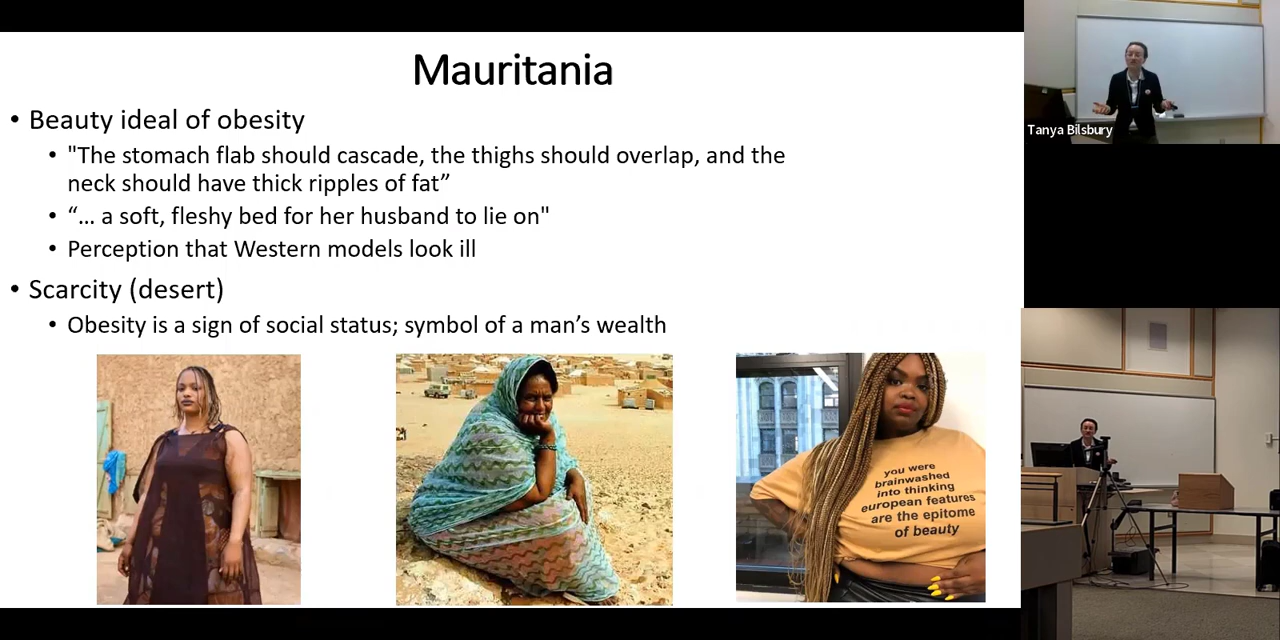 Mauritania
• Beauty ideal of obesity
• "The stomach flab should cascade, the thighs should overlap, and the
neck should have thick ripples of fat”
• “… a soft, fleshy bed for her husband to lie on"
• Perception that Western models look ill
• Scarcity (desert)
• Obesity is a sign of social status; symbol of a man’s wealth
you were
brainwashed
into thinking
european features
are the epitome
of beauty
Tanya Bilsbury